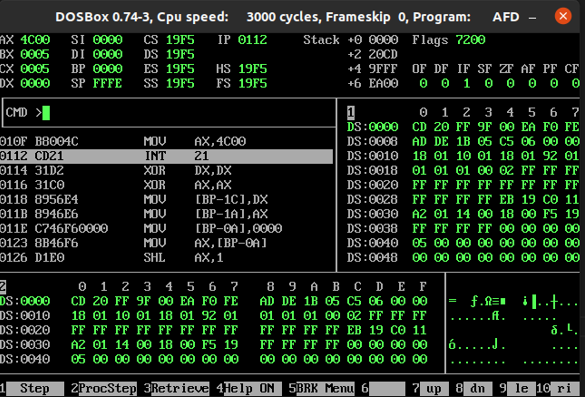 DOSBox 0.74-3, Cpu speed: 3000 cycles, Frameskip 0, Program: AFD
AX 4C00 SI 0000 CS 19F5 IP 0112 Stack +0 0000 Flags 7200
BX 0005 DI 0000 DS 19F5 +2 20CD
CX 0005 BP 0000 ES 19F5 HS 19F5 +4 9FFF OF DF IF SF ZF AF PF CF
DX 0000 SP FFFE SS 19F5 FS 19F5 +6 EA00 0 0 1 0 0 0 0 0
CMD >
1 0 1 2 3 4 5 6 7
DS:0000 CD 20 FF 9F 00 EA F0 FE
DS:0008 AD DE 1B 05 C5 06 00 00
DS:0010 18 01 10 01 18 01 92 01
DS:0018 01 01 01 00 02 FF FF FF
DS:0020 FF FF FF FF FF FF FF FF
DS:0028 FF FF FF FF EB 19 C0 11
DS:0030 A2 01 14 00 18 00 F5 19
DS:0038 FF FF FF FF 00 00 00 00
DS:0040 05 00 00 00 00 00 00 00
DS:0048 00 00 00 00 00 00 00 00
010F B8004C MOV AX,4C00
0112 CD21 INT 21
0114 31D2 XOR DX,DX
0116 31C0 XOR AX,AX
0118 8956E4 MOV [BP-1C],DX
011B 8946E6 MOV [BP-1A],AX
011E C746F60000 MOV [BP-0A],0000
0123 8B46F6 MOV AX,[BP-0A]
0126 D1E0 SHL AX,1
2 0 1 2 3 4 5 6 7 8 9 A B C D E F
DS:0000 CD 20 FF 9F 00 EA F0 FE AD DE 1B 05 C5 06 00 00
DS:0010 18 01 10 01 18 01 92 01 01 01 01 00 02 FF FF FF
DS:0020 FF FF FF FF FF FF FF FF FF FF FF FF EB 19 C0 11
DS:0030 A2 01 14 00 18 00 F5 19 FF FF FF FF 00 00 00 00
DS:0040 05 00 00 00 00 00 00 00 00 00 00 00 00 00 00 00
1 Step 2 ProcStep 3 Retrieve 4 Help ON 5 BRK Menu 6 7 up 8 dn 9 le 10 ri